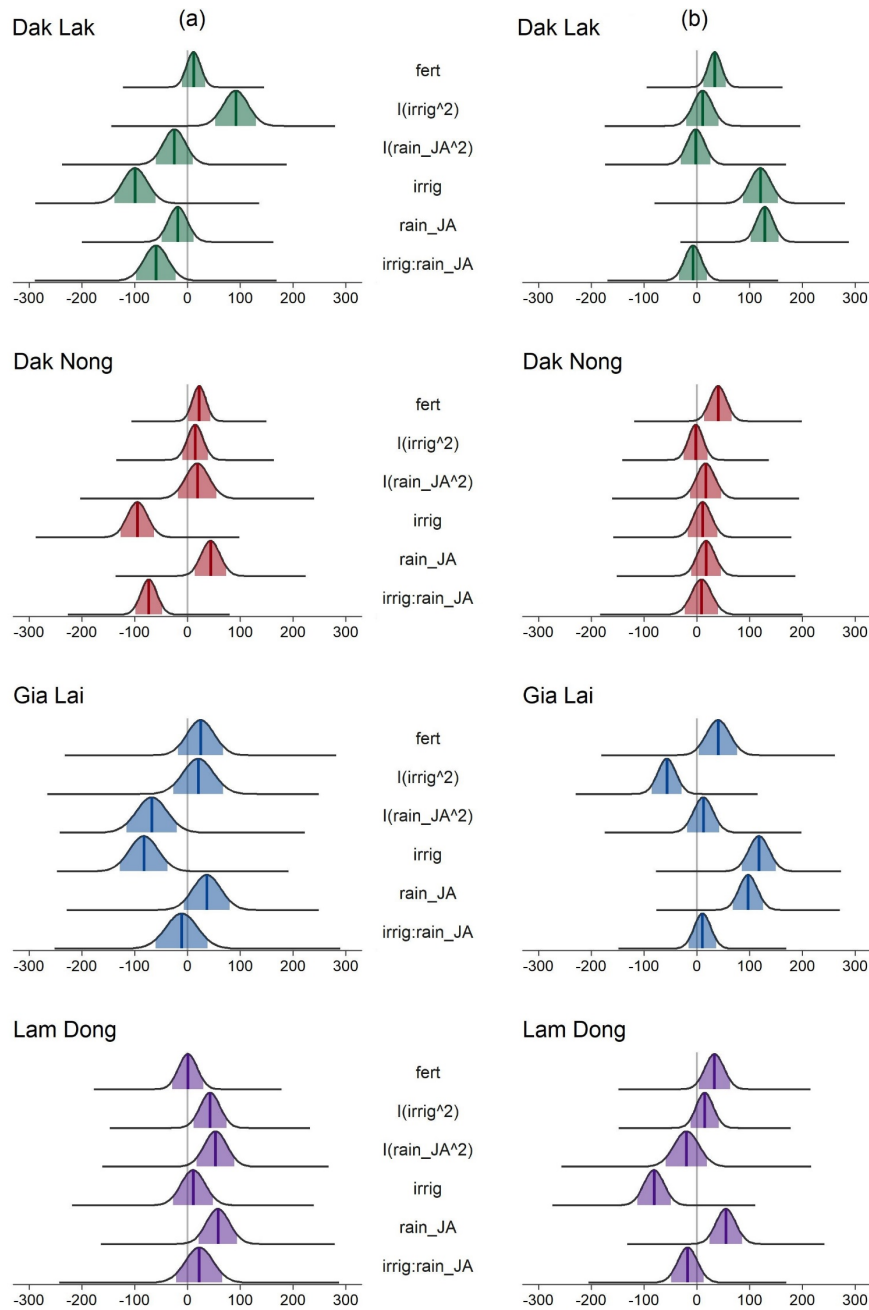 (a) (b)
Dak Lak Dak Lak
fert
I(irrig^2)
I(rain_JA^2)
irrig
rain_JA
irrig:rain_JA
-300 -200 -100 0 100 200 300 -300 -200 -100 0 100 200 300
Dak Nong Dak Nong
fert
I(irrig^2)
I(rain_JA^2)
irrig
rain_JA
irrig:rain_JA
-300 -200 -100 0 100 200 300 -300 -200 -100 0 100 200 300
Gia Lai Gia Lai
fert
I(irrig^2)
I(rain_JA^2)
irrig
rain_JA
irrig:rain_JA
-300 -200 -100 0 100 200 300 -300 -200 -100 0 100 200 300
Lam Dong Lam Dong
fert
I(irrig^2)
I(rain_JA^2)
irrig
rain_JA
irrig:rain_JA
-300 -200 -100 0 100 200 300 -300 -200 -100 0 100 200 300